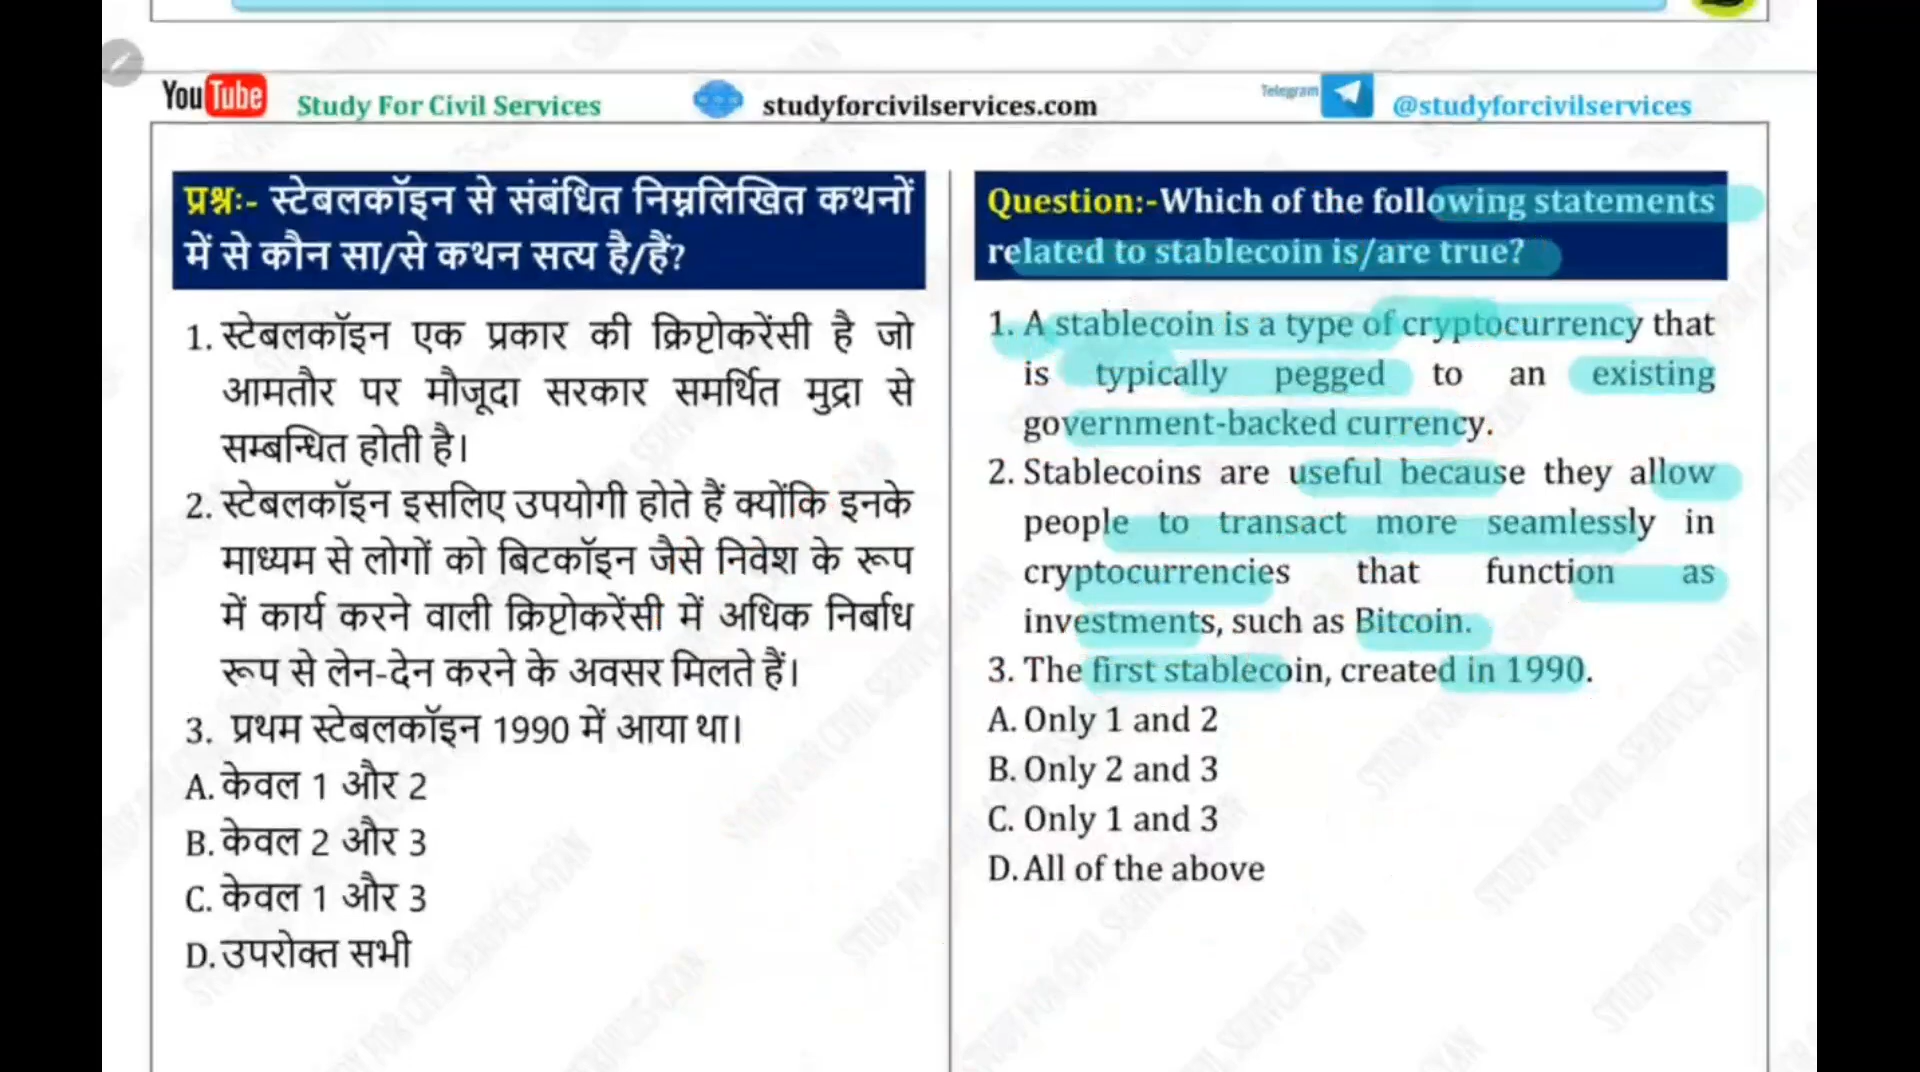 YouTube Study For Civil Services studyforcivilservices.com Telegram @studyforcivilservices
प्रश्नः- स्टेबलकॉइन से संबंधित निम्नलिखित कथनों
में से कौन सा/से कथन सत्य है/हैं?
1. स्टेबलकॉइन एक प्रकार की क्रिप्टोकरेंसी है जो
आमतौर पर मौजूदा सरकार समर्थित मुद्रा से
सम्बन्धित होती है।
2. स्टेबलकॉइन इसलिए उपयोगी होते हैं क्योंकि इनके
माध्यम से लोगों को बिटकॉइन जैसे निवेश के रूप
में कार्य करने वाली क्रिप्टोकरेंसी में अधिक निर्बाध
रूप से लेन-देन करने के अवसर मिलते हैं।
3. प्रथम स्टेबलकॉइन 1990 में आया था।
A. केवल 1 और 2
B. केवल 2 और 3
C. केवल 1 और 3
D. उपरोक्त सभी
Question:-Which of the following statements
related to stablecoin is/are true?
1. A stablecoin is a type of cryptocurrency that
is typically pegged to an existing
government-backed currency.
2. Stablecoins are useful because they allow
people to transact more seamlessly in
cryptocurrencies that function as
investments, such as Bitcoin.
3. The first stablecoin, created in 1990.
A. Only 1 and 2
B. Only 2 and 3
C. Only 1 and 3
D. All of the above